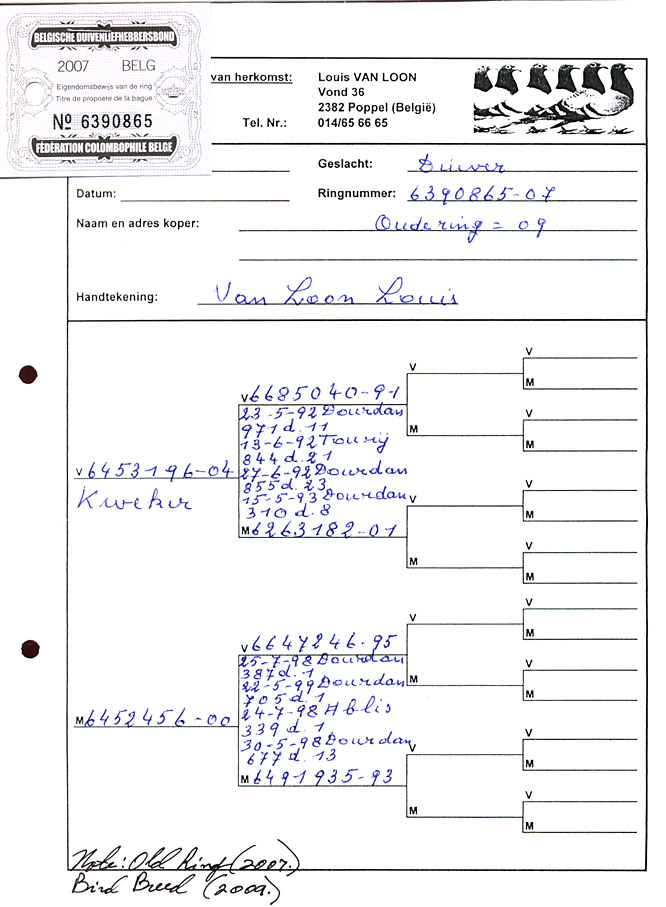 BELGISCHE DUIVENLIEFHEBBERSBOND
2007 BELG
Eigendomsbewijs van de ring
Titre de propriete de la bague
Nº 6390865
FÉDÉRATION COLOMBOPHILE BELGE
van herkomst: Louis VAN LOON
Vond 36
2382 Poppel (België)
Tel. Nr.: 014/65 66 65
Geslacht: Duiver
Datum: Ringnummer: 6390865-07
Naam en adres koper: Oudering = 09
Handtekening: Van Loon Louis
V
V
M
V 6685040-91
23-5-92 Dourdan
971 d. 11
13-6-92 Tourij
844 d. 21
27-6-92 Dourdan
855 d. 23
15-5-93 Dourdan
310 d. 8
M 6263182-01
M
V
M
V 6453196-04
Kweker
V
V
M
M
V
M
V 6647246-95
25-7-98 Dourdan
387 d. 1
22-5-99 Dourdan
705 d. 1
24-7-98 Ablis
339 d. 1
30-5-98 Dourdan
677 d. 13
M 6491935-93
V
V
M
M
V
M
M 6452456-00
V
V
M
M
V
M
Note: Old Ring (2007.)
Bird Breed (2009.)